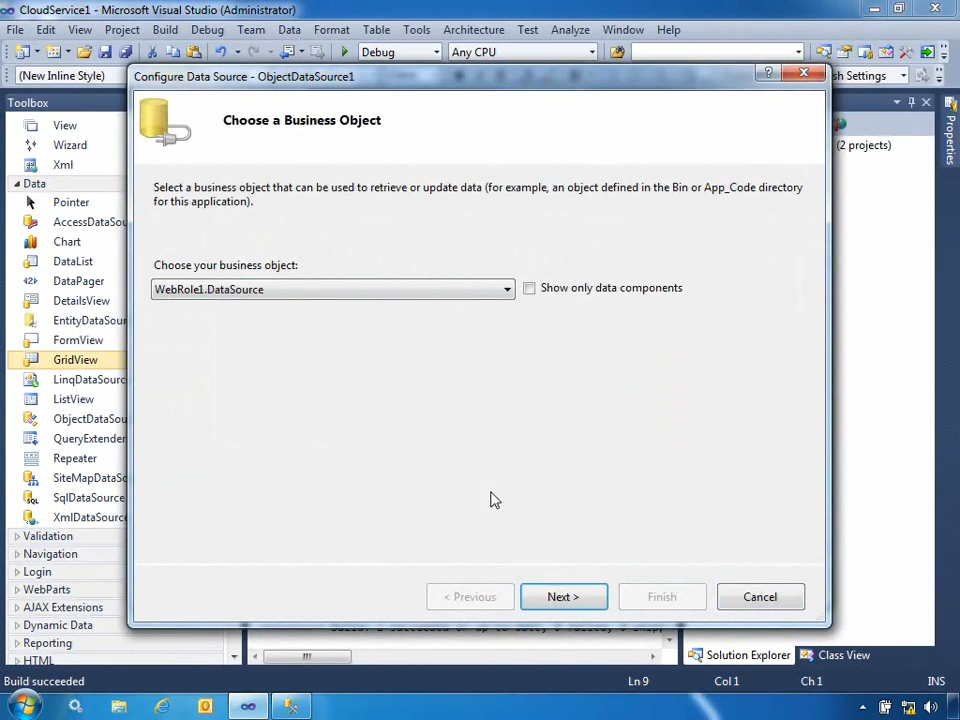 CloudService1 - Microsoft Visual Studio (Administrator)
File Edit View Project Build Debug Team Data Format Table Tools Architecture Test Analyze Window Help
Debug Any CPU
(New Inline Style)
sh Settings
Configure Data Source - ObjectDataSource1
Toolbox
View
Wizard
Xml
Data
Pointer
AccessDataSou
Chart
DataList
DataPager
DetailsView
EntityDataSour
FormView
GridView
LinqDataSourc
ListView
ObjectDataSou
QueryExtender
Repeater
SiteMapDataS
SQL
SqlDataSource
XmlDataSource
Validation
Navigation
Login
WebParts
AJAX Extensions
Dynamic Data
Reporting
HTML
Choose a Business Object
Select a business object that can be used to retrieve or update data (for example, an object defined in the Bin or App_Code directory
for this application).
Choose your business object:
WebRole1.DataSource
Show only data components
< Previous Next > Finish Cancel
(2 projects)
Properties
Solution Explorer Class View
Build succeeded Ln 9 Col 1 Ch 1 INS